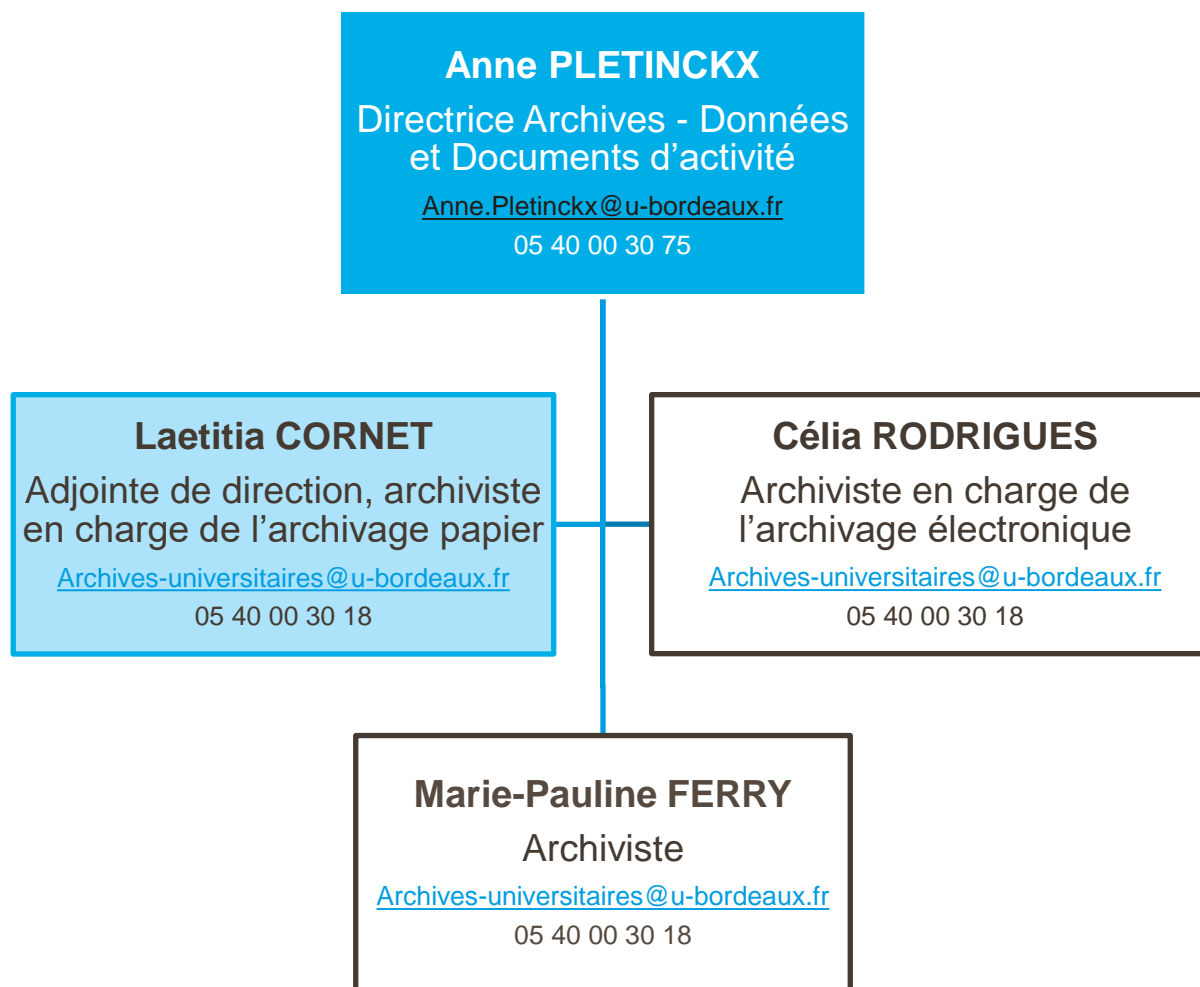 Anne PLETINCKX
Directrice Archives - Données
et Documents d’activité
Anne.Pletinckx@u-bordeaux.fr
05 40 00 30 75
Laetitia CORNET
Adjointe de direction, archiviste
en charge de l’archivage papier
Archives-universitaires@u-bordeaux.fr
05 40 00 30 18
Célia RODRIGUES
Archiviste en charge de
l’archivage électronique
Archives-universitaires@u-bordeaux.fr
05 40 00 30 18
Marie-Pauline FERRY
Archiviste
Archives-universitaires@u-bordeaux.fr
05 40 00 30 18